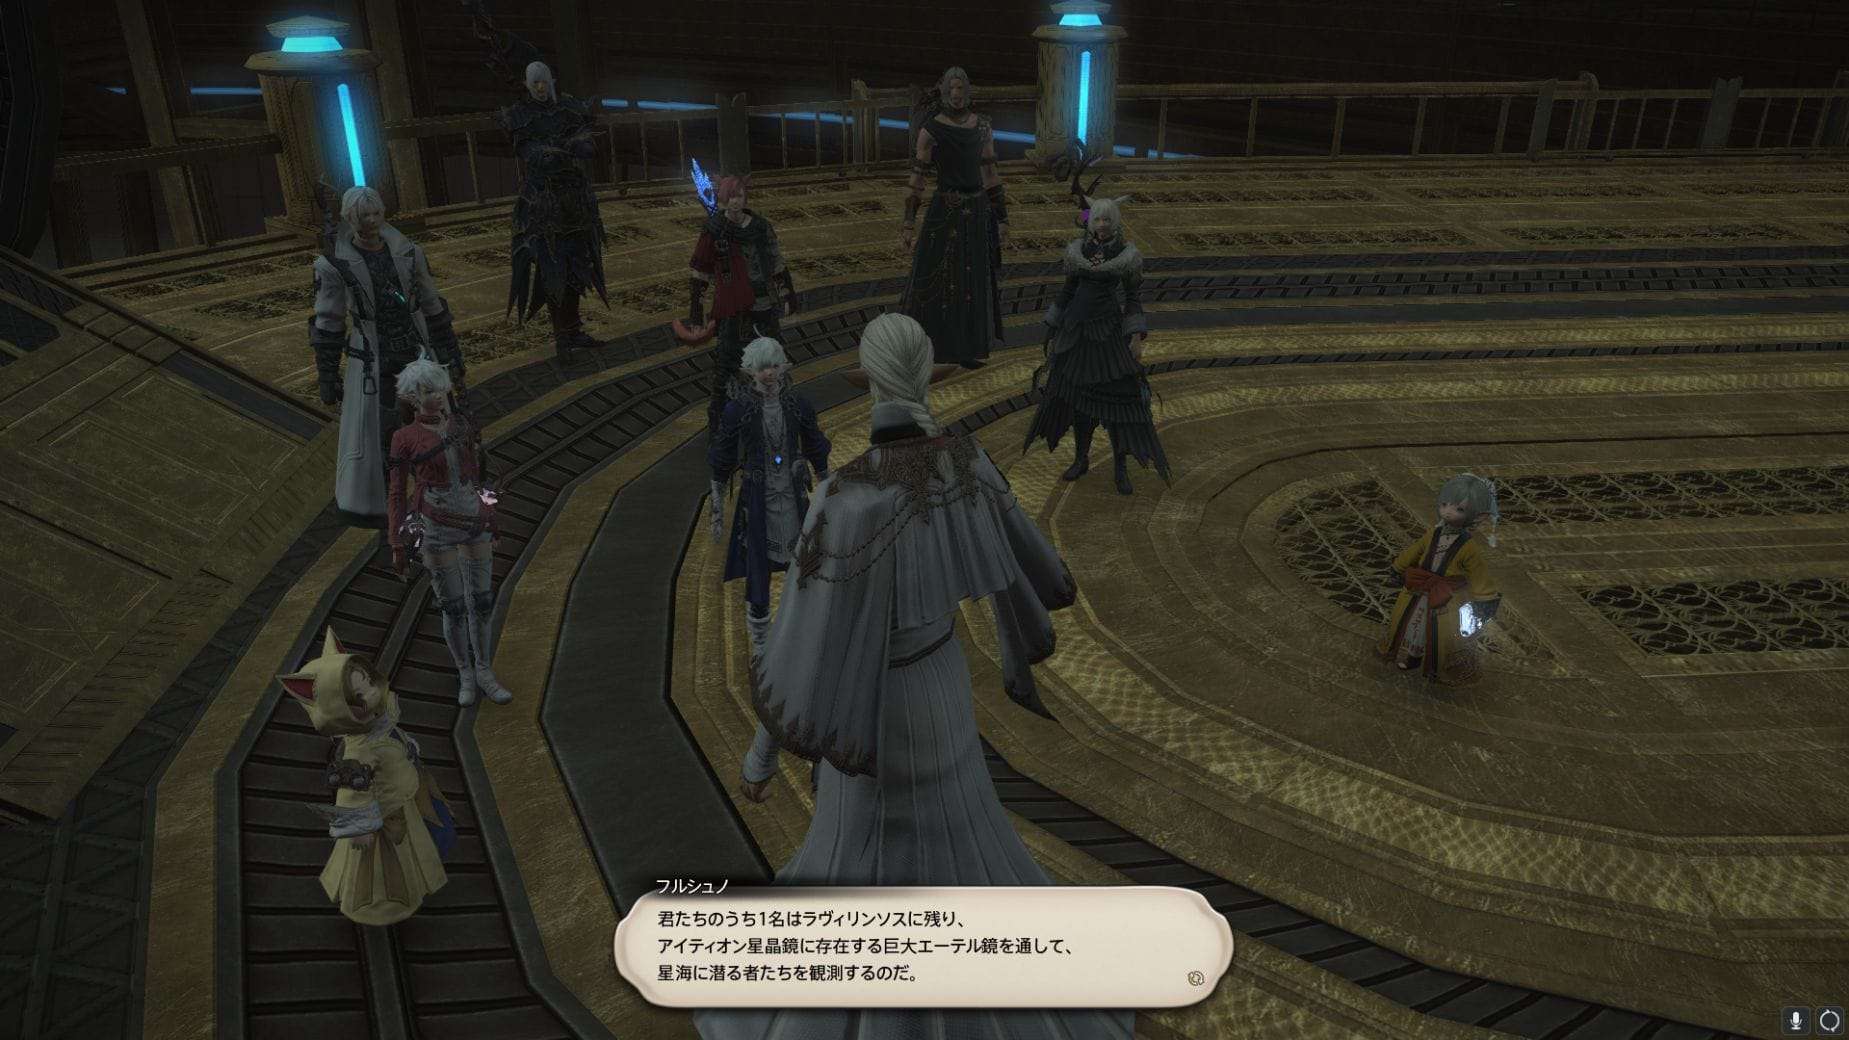 フルシュノ
君たちのうち1名はラヴィリンソスに残り、
アイティオン星晶鏡に存在する巨大エーテル鏡を通して、
星海に潜る者たちを観測するのだ。